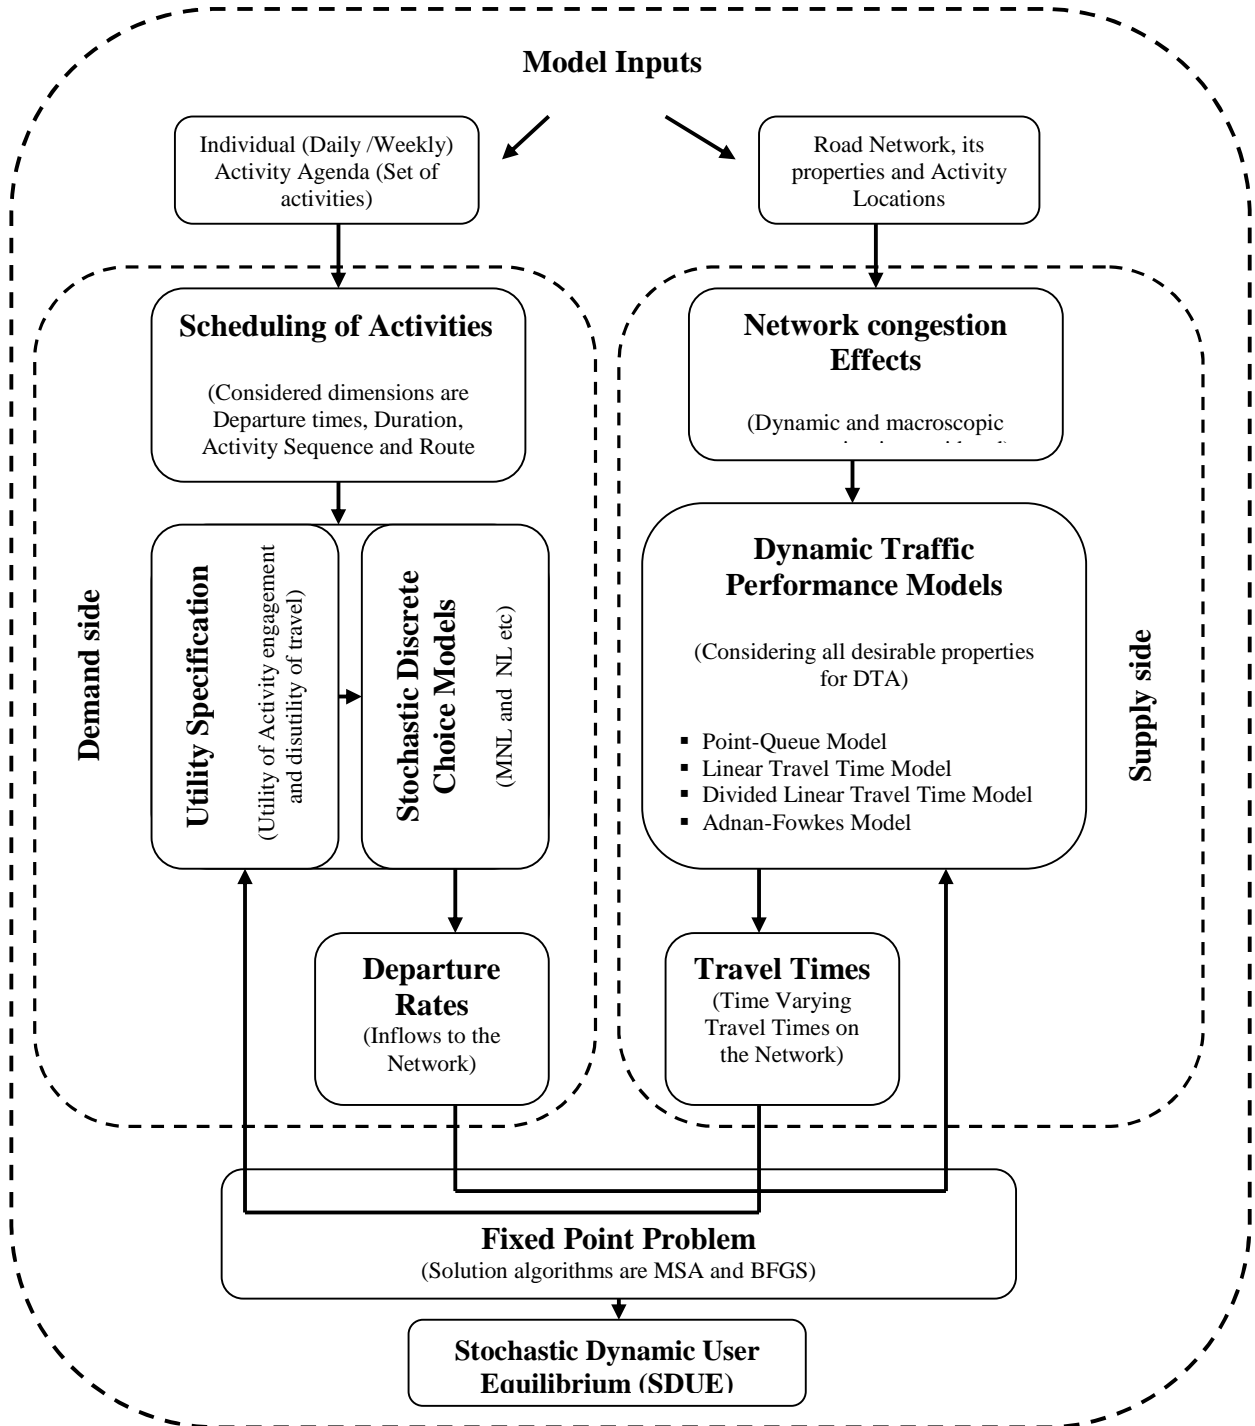 Model Inputs
Individual (Daily /Weekly)
Activity Agenda (Set of
activities)
Road Network, its
properties and Activity
Locations
Demand side
Scheduling of Activities
(Considered dimensions are
Departure times, Duration,
Activity Sequence and Route
Utility Specification
(Utility of Activity engagement
and disutility of travel)
Stochastic Discrete
Choice Models
(MNL and NL etc)
Departure
Rates
(Inflows to the
Network)
Network congestion
Effects
(Dynamic and macroscopic
Dynamic Traffic
Performance Models
(Considering all desirable properties
for DTA)
▪ Point-Queue Model
▪ Linear Travel Time Model
▪ Divided Linear Travel Time Model
▪ Adnan-Fowkes Model
Travel Times
(Time Varying
Travel Times on
the Network)
Supply side
Fixed Point Problem
(Solution algorithms are MSA and BFGS)
Stochastic Dynamic User
Equilibrium (SDUE)